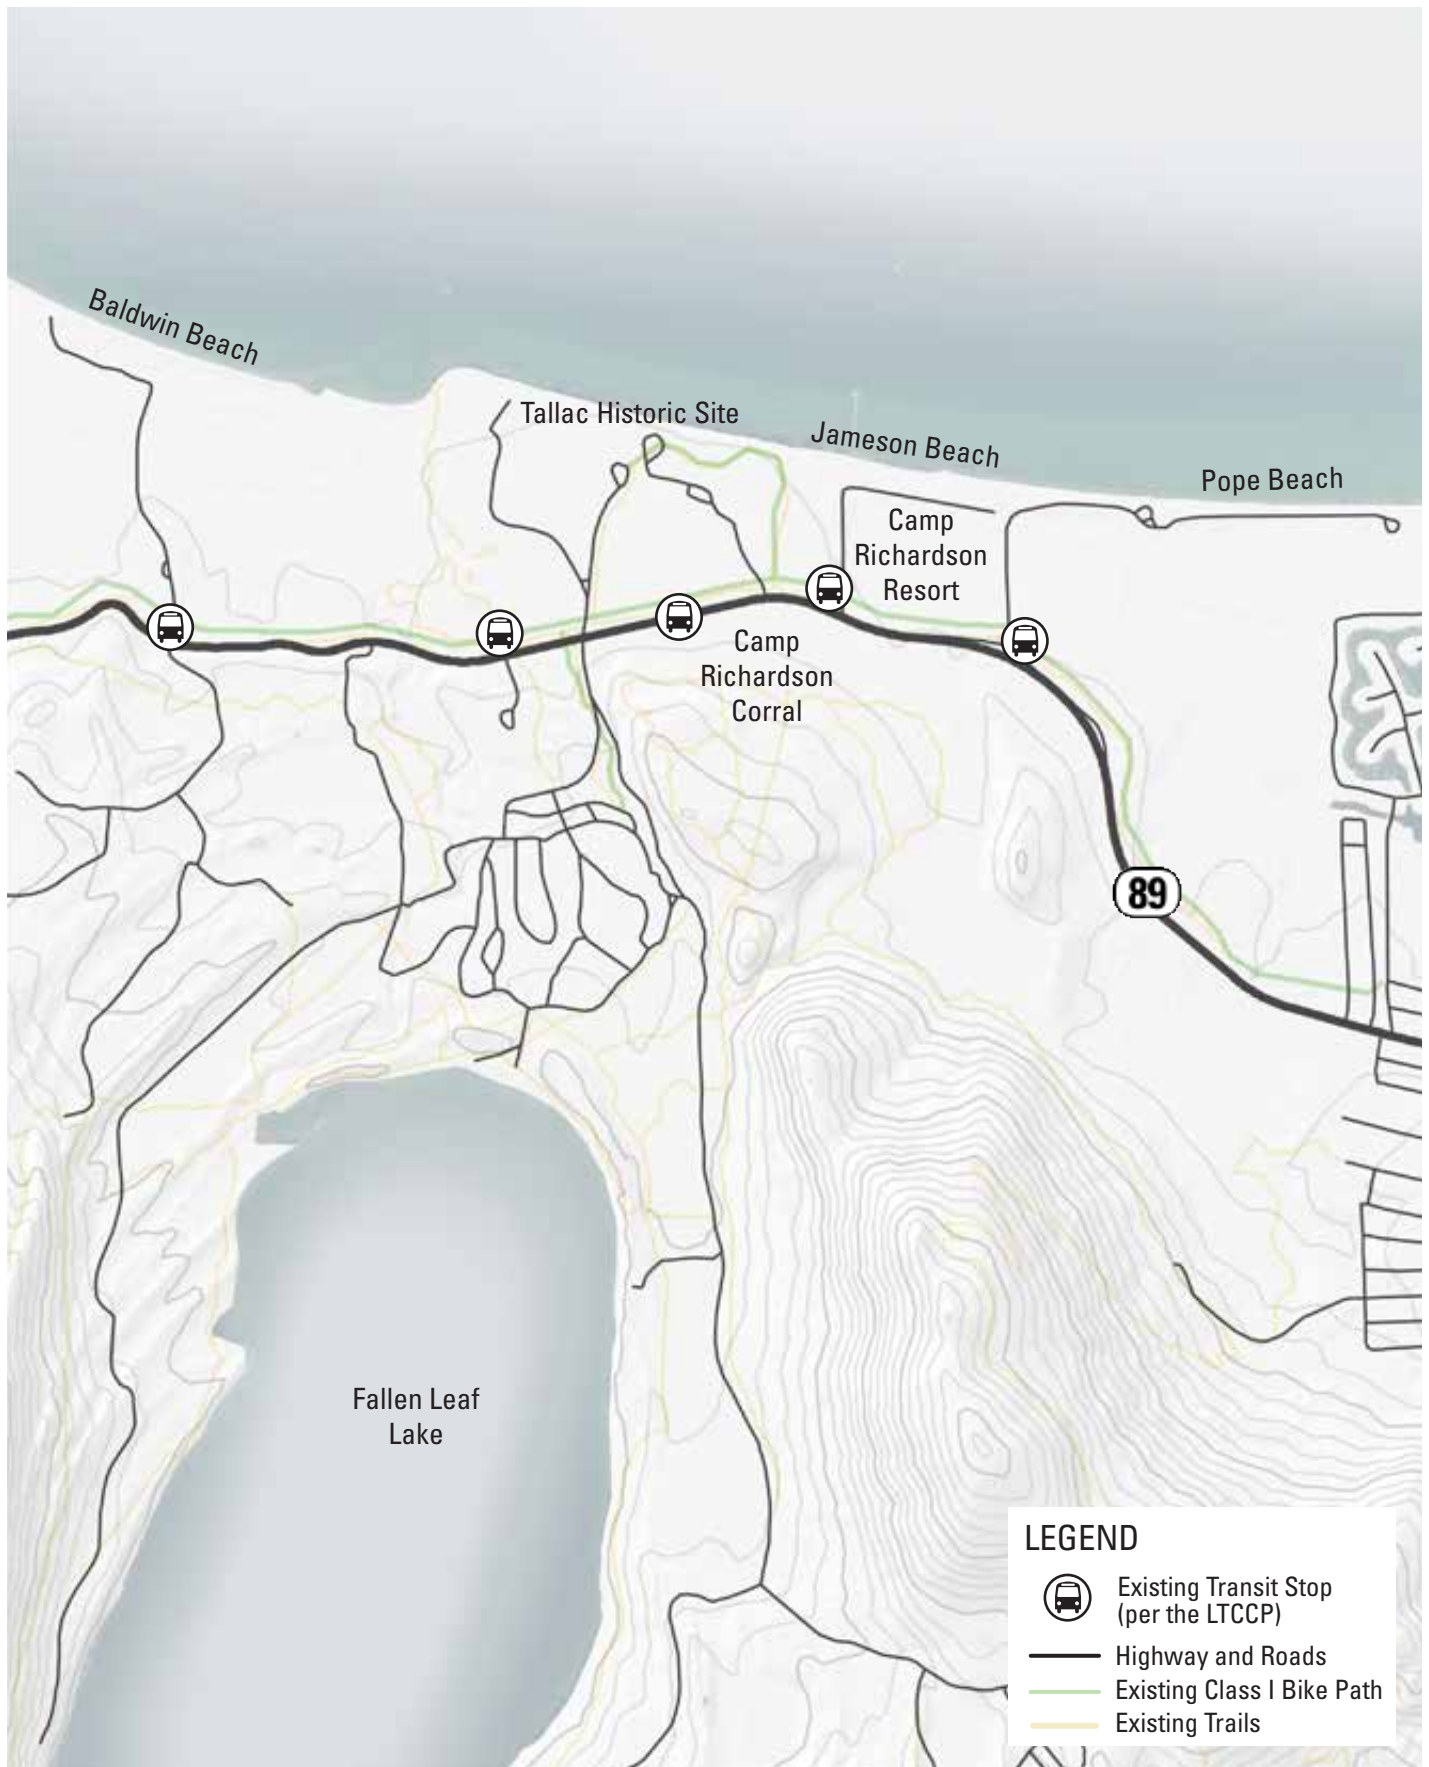 Baldwin Beach
Tallac Historic Site
Jameson Beach
Pope Beach
Camp
Richardson
Resort
Camp
Richardson
Corral
89
Fallen Leaf
Lake
LEGEND
Existing Transit Stop
(per the LTCCP)
Highway and Roads
Existing Class I Bike Path
Existing Trails